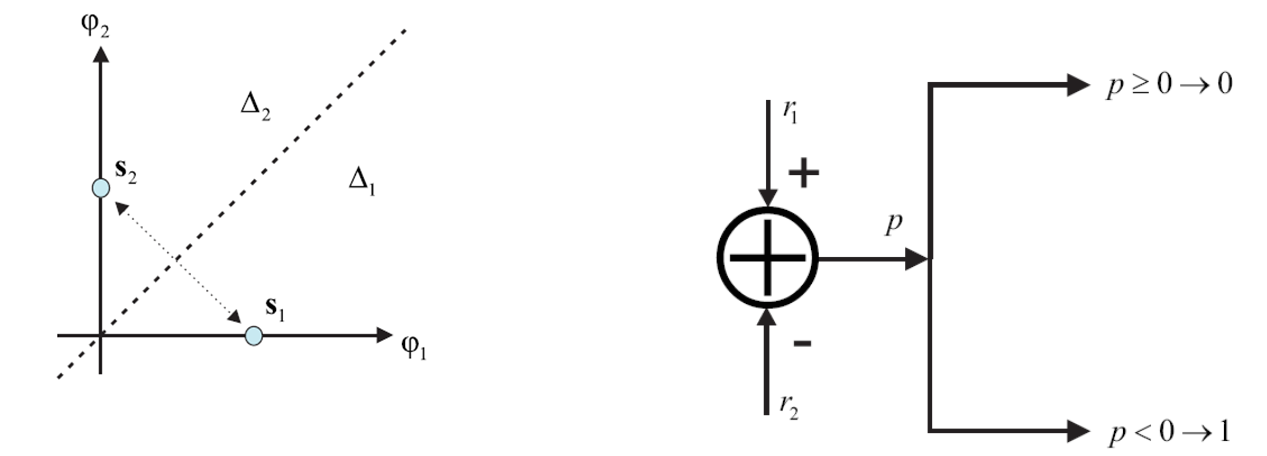 φ₂
Δ₂
Δ₁
s₂
s₁
φ₁
r₁
+
p
-
r₂
p ≥ 0 → 0
p < 0 → 1